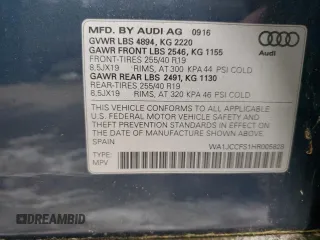 MFD. BY AUDI AG 09/16
GVWR LBS 4894, KG 2220
GAWR FRONT LBS 2546, KG 1155
FRONT-TIRES 255/40 R19
8.5JX19 RIMS, AT 300 KPA 44 PSI COLD
GAWR REAR LBS 2491, KG 1130
REAR-TIRES 255/40 R19
8.5JX19 RIMS, AT 320 KPA 46 PSI COLD
Audi
THIS VEHICLE CONFORMS TO ALL APPLICABLE
U.S. FEDERAL MOTOR VEHICLE SAFETY AND
THEFT PREVENTION STANDARDS IN EFFECT ON
THE DATE OF MANUFACTURE SHOWN ABOVE.
SPAIN
WA1JCCFS1HR005828
TYPE:
MPV
DREAMBID